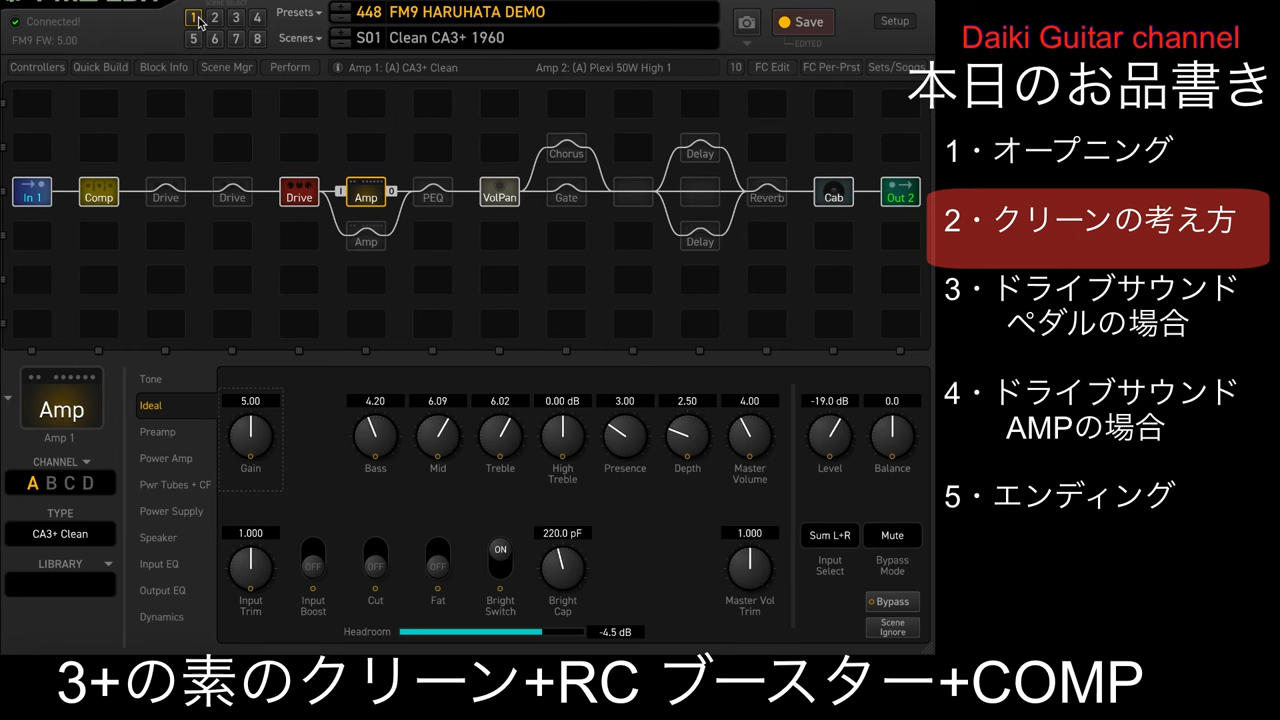 Connected!
FM9 FW: 5.00
SCENE SELECT
1 2 3 4
5 6 7 8
Presets
448 FM9 HARUHATA DEMO
Scenes
S01 Clean CA3+ 1960
Save
EDITED
Setup
Controllers Quick Build Block Info Scene Mgr Perform Amp 1: (A) CA3+ Clean Amp 2: (A) Plexi 50W High 1 10 FC Edit FC Per-Prst Sets/Songs
Chorus Delay
In 1 Comp Drive Drive Drive Amp PEQ VolPan Gate Reverb Cab Out 2
Amp Delay
Amp
Amp 1
CHANNEL
A B C D
TYPE
CA3+ Clean
LIBRARY
Tone
Ideal
Preamp
Power Amp
Pwr Tubes + CF
Power Supply
Speaker
Input EQ
Output EQ
Dynamics
5.00 4.20 6.09 6.02 0.00 dB 3.00 2.50 4.00 -19.0 dB 0.0
Gain Bass Mid Treble High Treble Presence Depth Master Volume Level Balance
1.000 ON 220.0 pF 1.000 Sum L+R Mute
OFF OFF OFF
Input Trim Input Boost Cut Fat Bright Switch Bright Cap Master Vol Trim Input Select Bypass Mode
Bypass
Scene Ignore
Headroom -4.5 dB
Daiki Guitar channel
本日のお品書き
1・オープニング
2・クリーンの考え方
3・ドライブサウンド
ペダルの場合
4・ドライブサウンド
AMPの場合
5・エンディング
3+の素のクリーン+RC ブースター+COMP